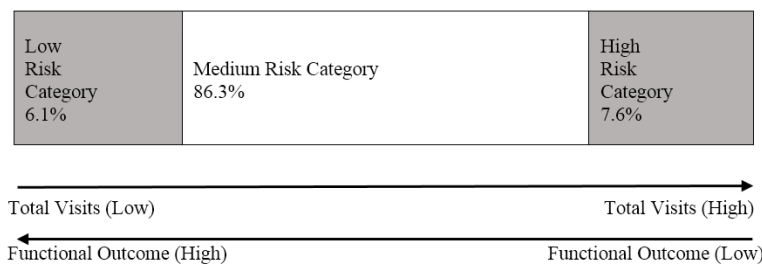 Low
Risk
Category
6.1%
Medium Risk Category
86.3%
High
Risk
Category
7.6%
Total Visits (Low)
Total Visits (High)
Functional Outcome (High)
Functional Outcome (Low)